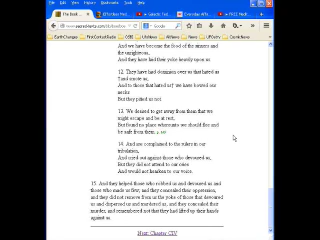 File Edit View History Bookmarks Tools Help
And we have become the food of the sinners and
the unrighteous,
And they have laid their yoke heavily upon us.
12. They have had dominion over us that hated us
†and smote us;
And to those that hated us† we have bowed our
necks
But they pitied us not.
13. We desired to get away from them that we
might escape and be at rest,
But found no place whereunto we should flee and
be safe from them.
14. And are complained to the rulers in our
tribulation,
And cried out against those who devoured us,
But they did not attend to our cries
And would not hearken to our voice.
15. And they helped those who robbed us and devoured us and
those who made us few; and they concealed their oppression,
and they did not remove from us the yoke of those that devoured
us and dispersed us and murdered us, and they concealed their
murder, and remembered not that they had lifted up their hands
against us.
Next: Chapter CIV